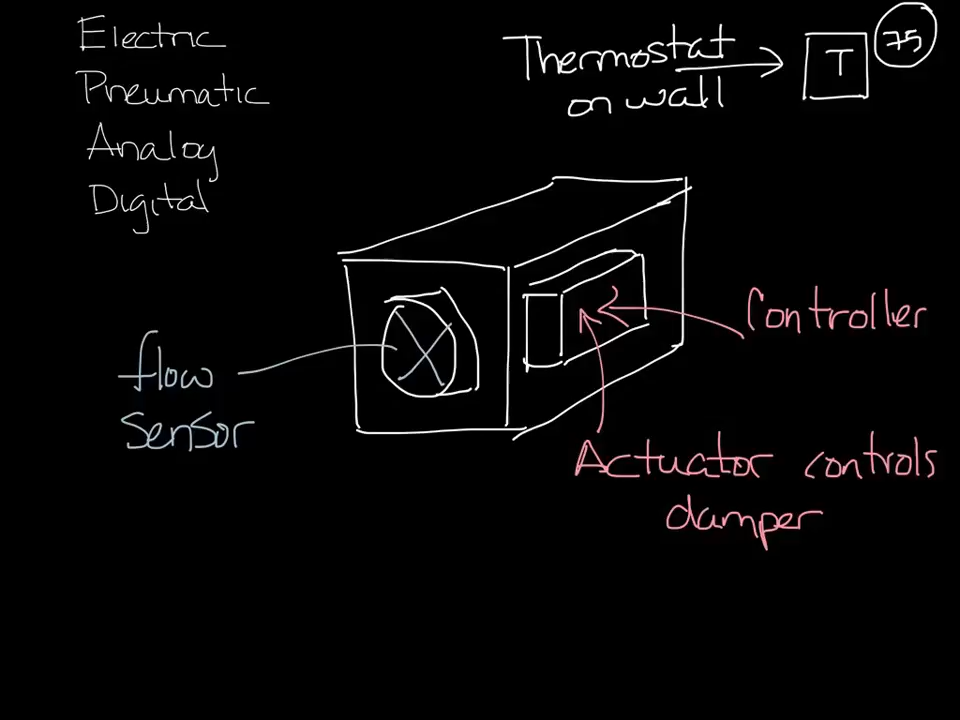 Electric
Pneumatic
Analog
Digital
Thermostat
on wall
T
75
flow
sensor
Controller
Actuator controls
damper